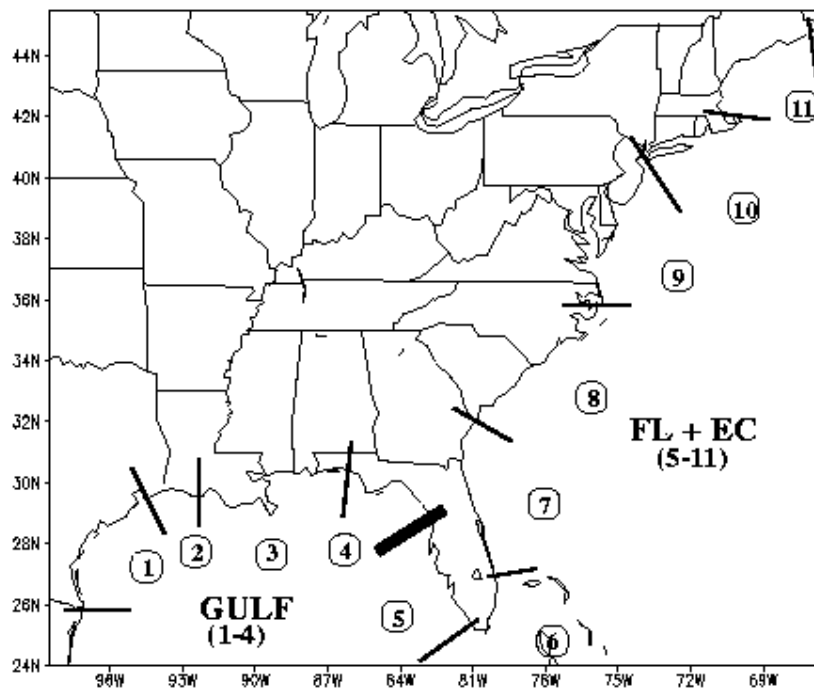 44N
42N
11
40N
10
38N
9
36N
34N
8
32N
FL + EC
(5-11)
30N
7
28N
1
2
3
4
26N
GULF
(1-4)
5
6
24N
96W 93W 90W 87W 84W 81W 78W 75W 72W 69W